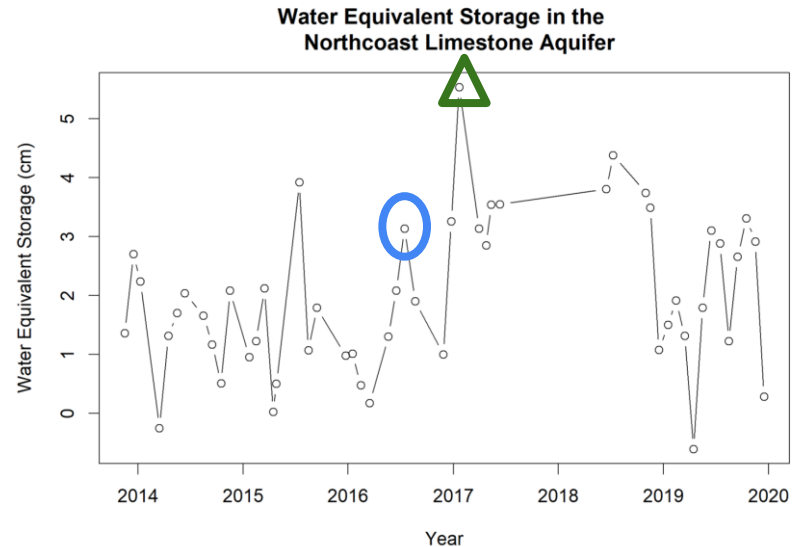 Water Equivalent Storage in the
Northcoast Limestone Aquifer
Water Equivalent Storage (cm)
5
4
3
2
1
0
2014 2015 2016 2017 2018 2019 2020
Year